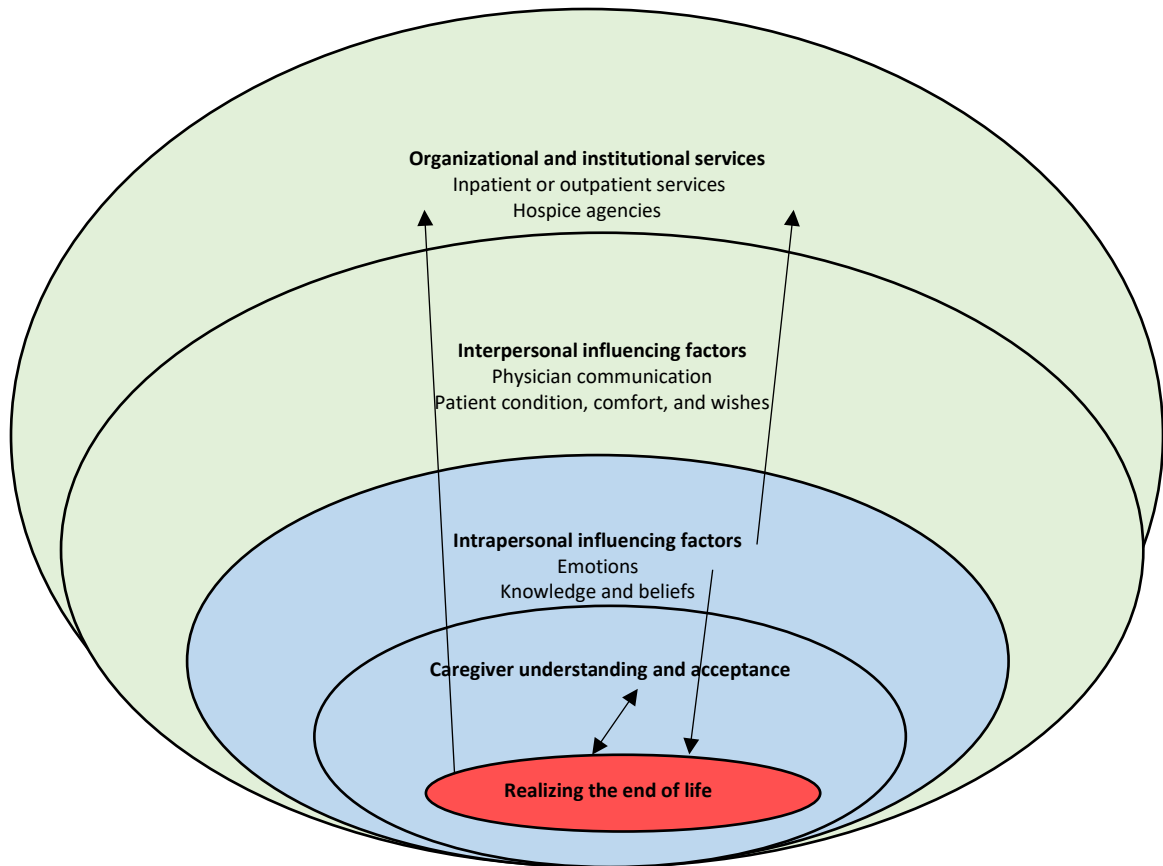 Organizational and institutional services
Inpatient or outpatient services
Hospice agencies
Interpersonal influencing factors
Physician communication
Patient condition, comfort, and wishes
Intrapersonal influencing factors
Emotions
Knowledge and beliefs
Caregiver understanding and acceptance
Realizing the end of life